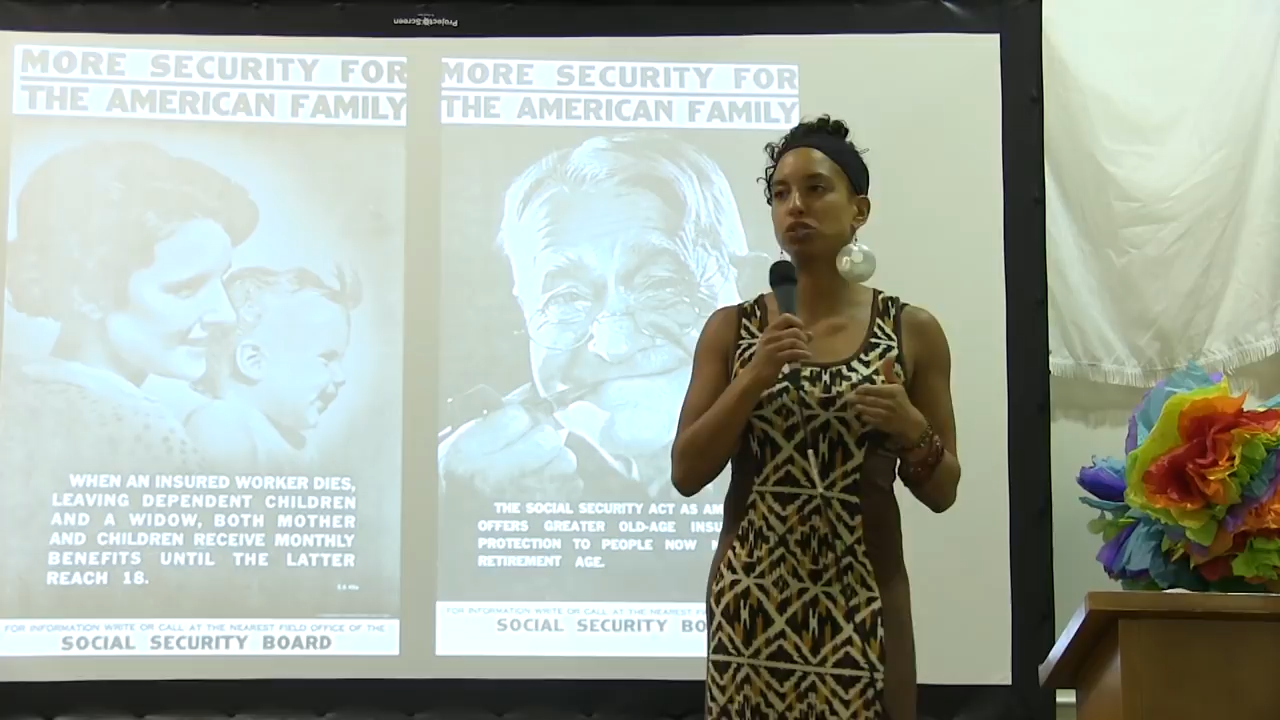 Project-Screen
MORE SECURITY FOR
THE AMERICAN FAMILY
WHEN AN INSURED WORKER DIES,
LEAVING DEPENDENT CHILDREN
AND A WIDOW, BOTH MOTHER
AND CHILDREN RECEIVE MONTHLY
BENEFITS UNTIL THE LATTER
REACH 18.
FOR INFORMATION WRITE OR CALL AT THE NEAREST FIELD OFFICE OF THE
SOCIAL SECURITY BOARD
MORE SECURITY FOR
THE AMERICAN FAMILY
THE SOCIAL SECURITY ACT AS
OFFERS GREATER OLD-AGE
PROTECTION TO PEOPLE NOW
RETIREMENT AGE.
FOR INFORMATION WRITE OR CALL AT THE NEAREST
SOCIAL SECURITY